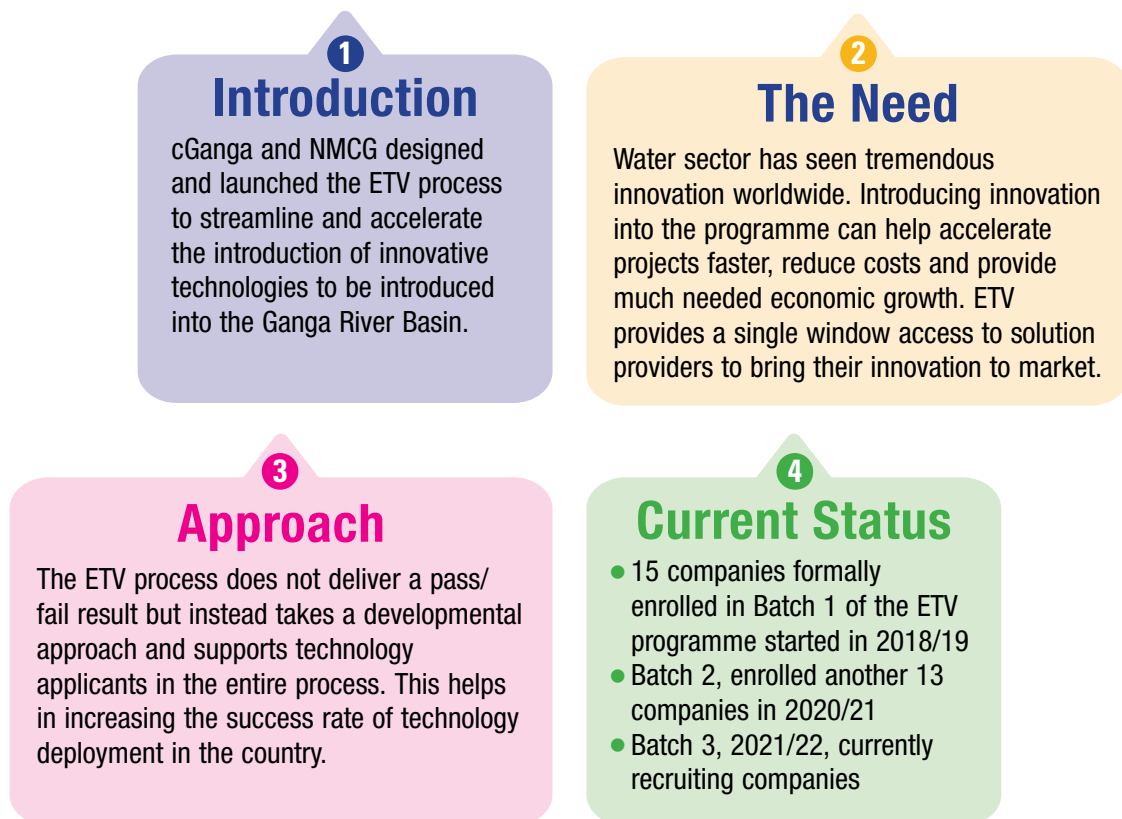 1
Introduction
cGanga and NMCG designed
and launched the ETV process
to streamline and accelerate
the introduction of innovative
technologies to be introduced
into the Ganga River Basin.
2
The Need
Water sector has seen tremendous
innovation worldwide. Introducing innovation
into the programme can help accelerate
projects faster, reduce costs and provide
much needed economic growth. ETV
provides a single window access to solution
providers to bring their innovation to market.
3
Approach
The ETV process does not deliver a pass/
fail result but instead takes a developmental
approach and supports technology
applicants in the entire process. This helps
in increasing the success rate of technology
deployment in the country.
4
Current Status
• 15 companies formally
enrolled in Batch 1 of the ETV
programme started in 2018/19
• Batch 2, enrolled another 13
companies in 2020/21
• Batch 3, 2021/22, currently
recruiting companies